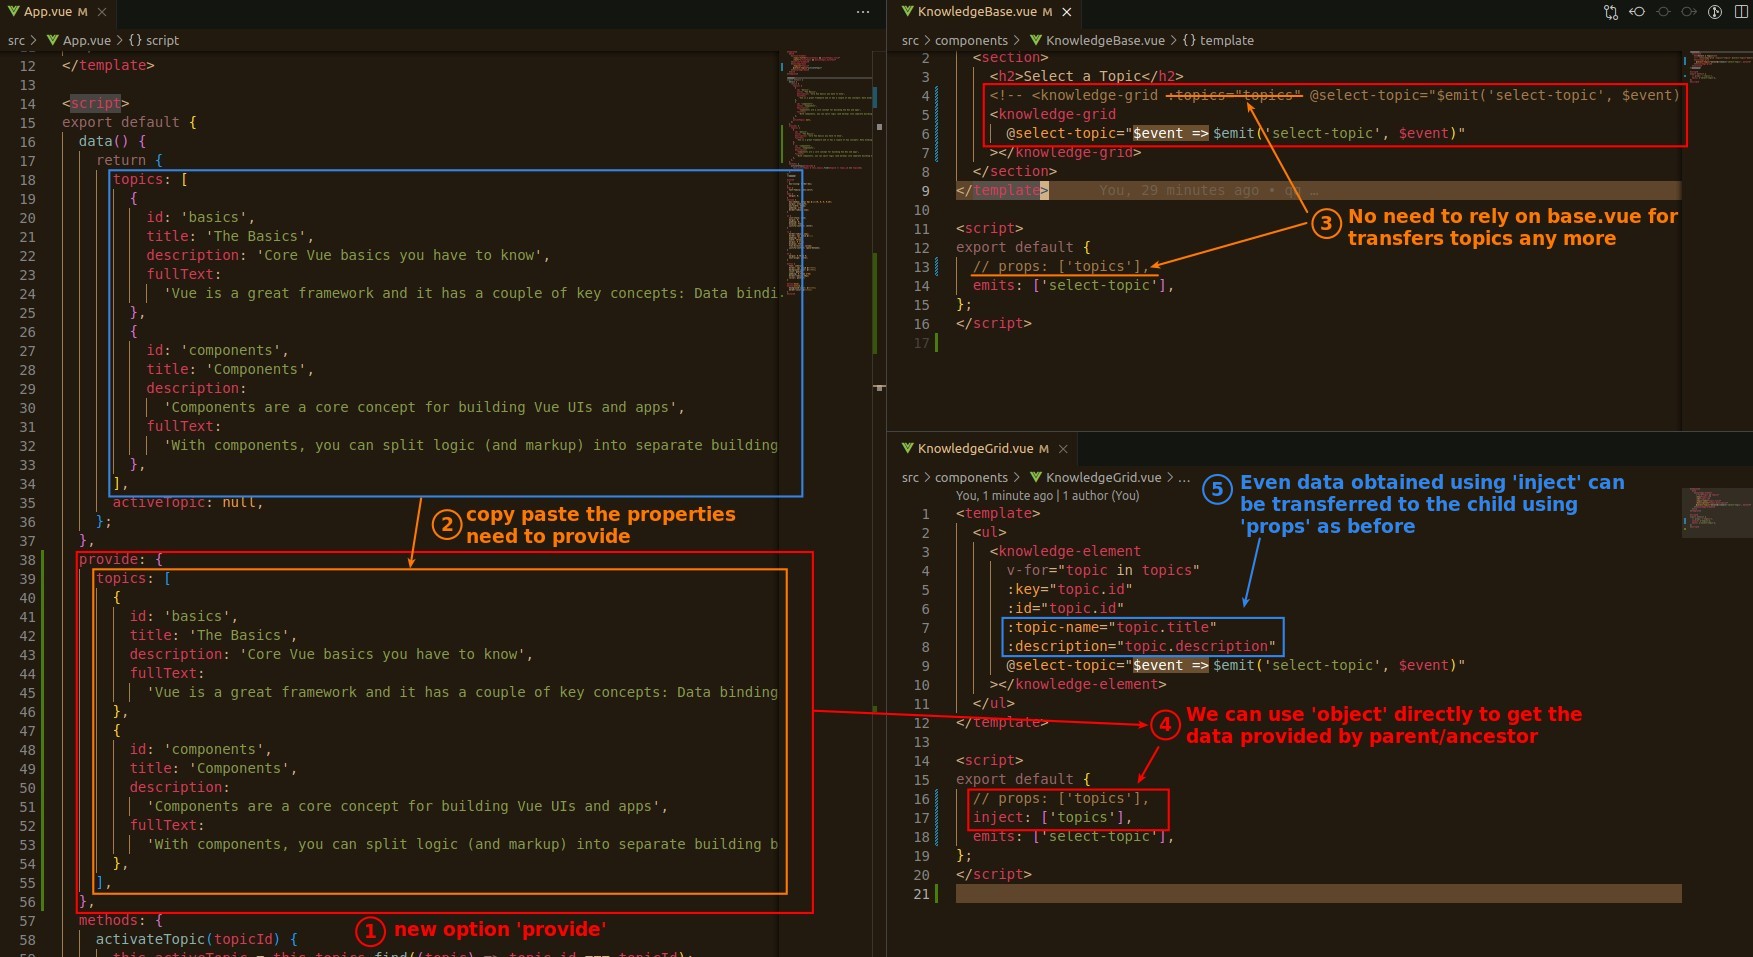 App.vue M
src > App.vue > {} script
12 </template>
13
14 <script>
15 export default {
16 data() {
17 return {
18 topics: [
19 {
20 id: 'basics',
21 title: 'The Basics',
22 description: 'Core Vue basics you have to know',
23 fullText:
24 'Vue is a great framework and it has a couple of key concepts: Data bindi.
25 },
26 {
27 id: 'components',
28 title: 'Components',
29 description:
30 'Components are a core concept for building Vue UIs and apps',
31 fullText:
32 'With components, you can split logic (and markup) into separate building
33 },
34 ],
35 activeTopic: null,
36 };
37 },
38 provide: {
39 topics: [
40 {
41 id: 'basics',
42 title: 'The Basics',
43 description: 'Core Vue basics you have to know',
44 fullText:
45 'Vue is a great framework and it has a couple of key concepts: Data binding
46 },
47 {
48 id: 'components',
49 title: 'Components',
50 description:
51 'Components are a core concept for building Vue UIs and apps',
52 fullText:
53 'With components, you can split logic (and markup) into separate building b
54 },
55 ],
56 },
57 methods: {
58 activateTopic(topicId) {
this.activeTopic = this.topics.find((topic) => topic.id === topicId);
2 copy paste the properties
need to provide
1 new option 'provide'
KnowledgeBase.vue M
src > components > KnowledgeBase.vue > {} template
2 <section>
3 <h2>Select a Topic</h2>
4 <!-- <knowledge-grid :topics="topics" @select-topic="$emit('select-topic', $event)
5 <knowledge-grid
6 @select-topic="$event => $emit('select-topic', $event)"
7 ></knowledge-grid>
8 </section>
9 </template> You, 29 minutes ago •
10
11 <script>
12 export default {
13 // props: ['topics'],
14 emits: ['select-topic'],
15 };
16 </script>
17
3 No need to rely on base.vue for
transfers topics any more
KnowledgeGrid.vue M
src > components > KnowledgeGrid.vue > ...
You, 1 minute ago | 1 author (You)
1 <template>
2 <ul>
3 <knowledge-element
4 v-for="topic in topics"
5 :key="topic.id"
6 :id="topic.id"
7 :topic-name="topic.title"
8 :description="topic.description"
9 @select-topic="$event => $emit('select-topic', $event)"
10 ></knowledge-element>
11 </ul>
12 </template>
13
14 <script>
15 export default {
16 // props: ['topics'],
17 inject: ['topics'],
18 emits: ['select-topic'],
19 };
20 </script>
21
5 Even data obtained using 'inject' can
be transferred to the child using
'props' as before
4 We can use 'object' directly to get the
data provided by parent/ancestor